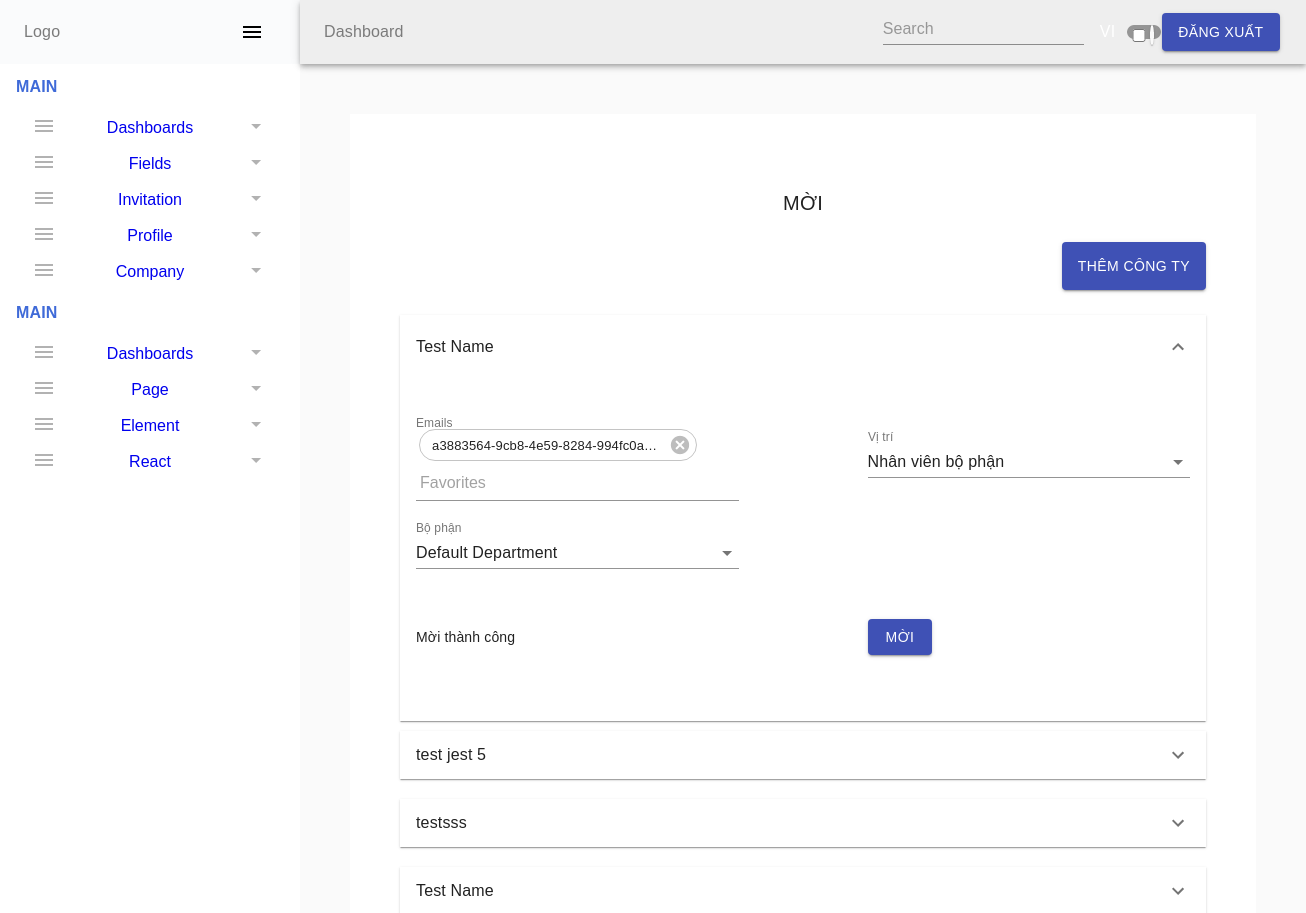 Logo
Dashboard
Search
VI
ĐĂNG XUẤT
MAIN
Dashboards
Fields
Invitation
Profile
Company
MAIN
Dashboards
Page
Element
React
MỜI
THÊM CÔNG TY
Test Name
Emails
a3883564-9cb8-4e59-8284-994fc0a…
Favorites
Vị trí
Nhân viên bộ phận
Bộ phận
Default Department
Mời thành công
MỜI
test jest 5
testsss
Test Name